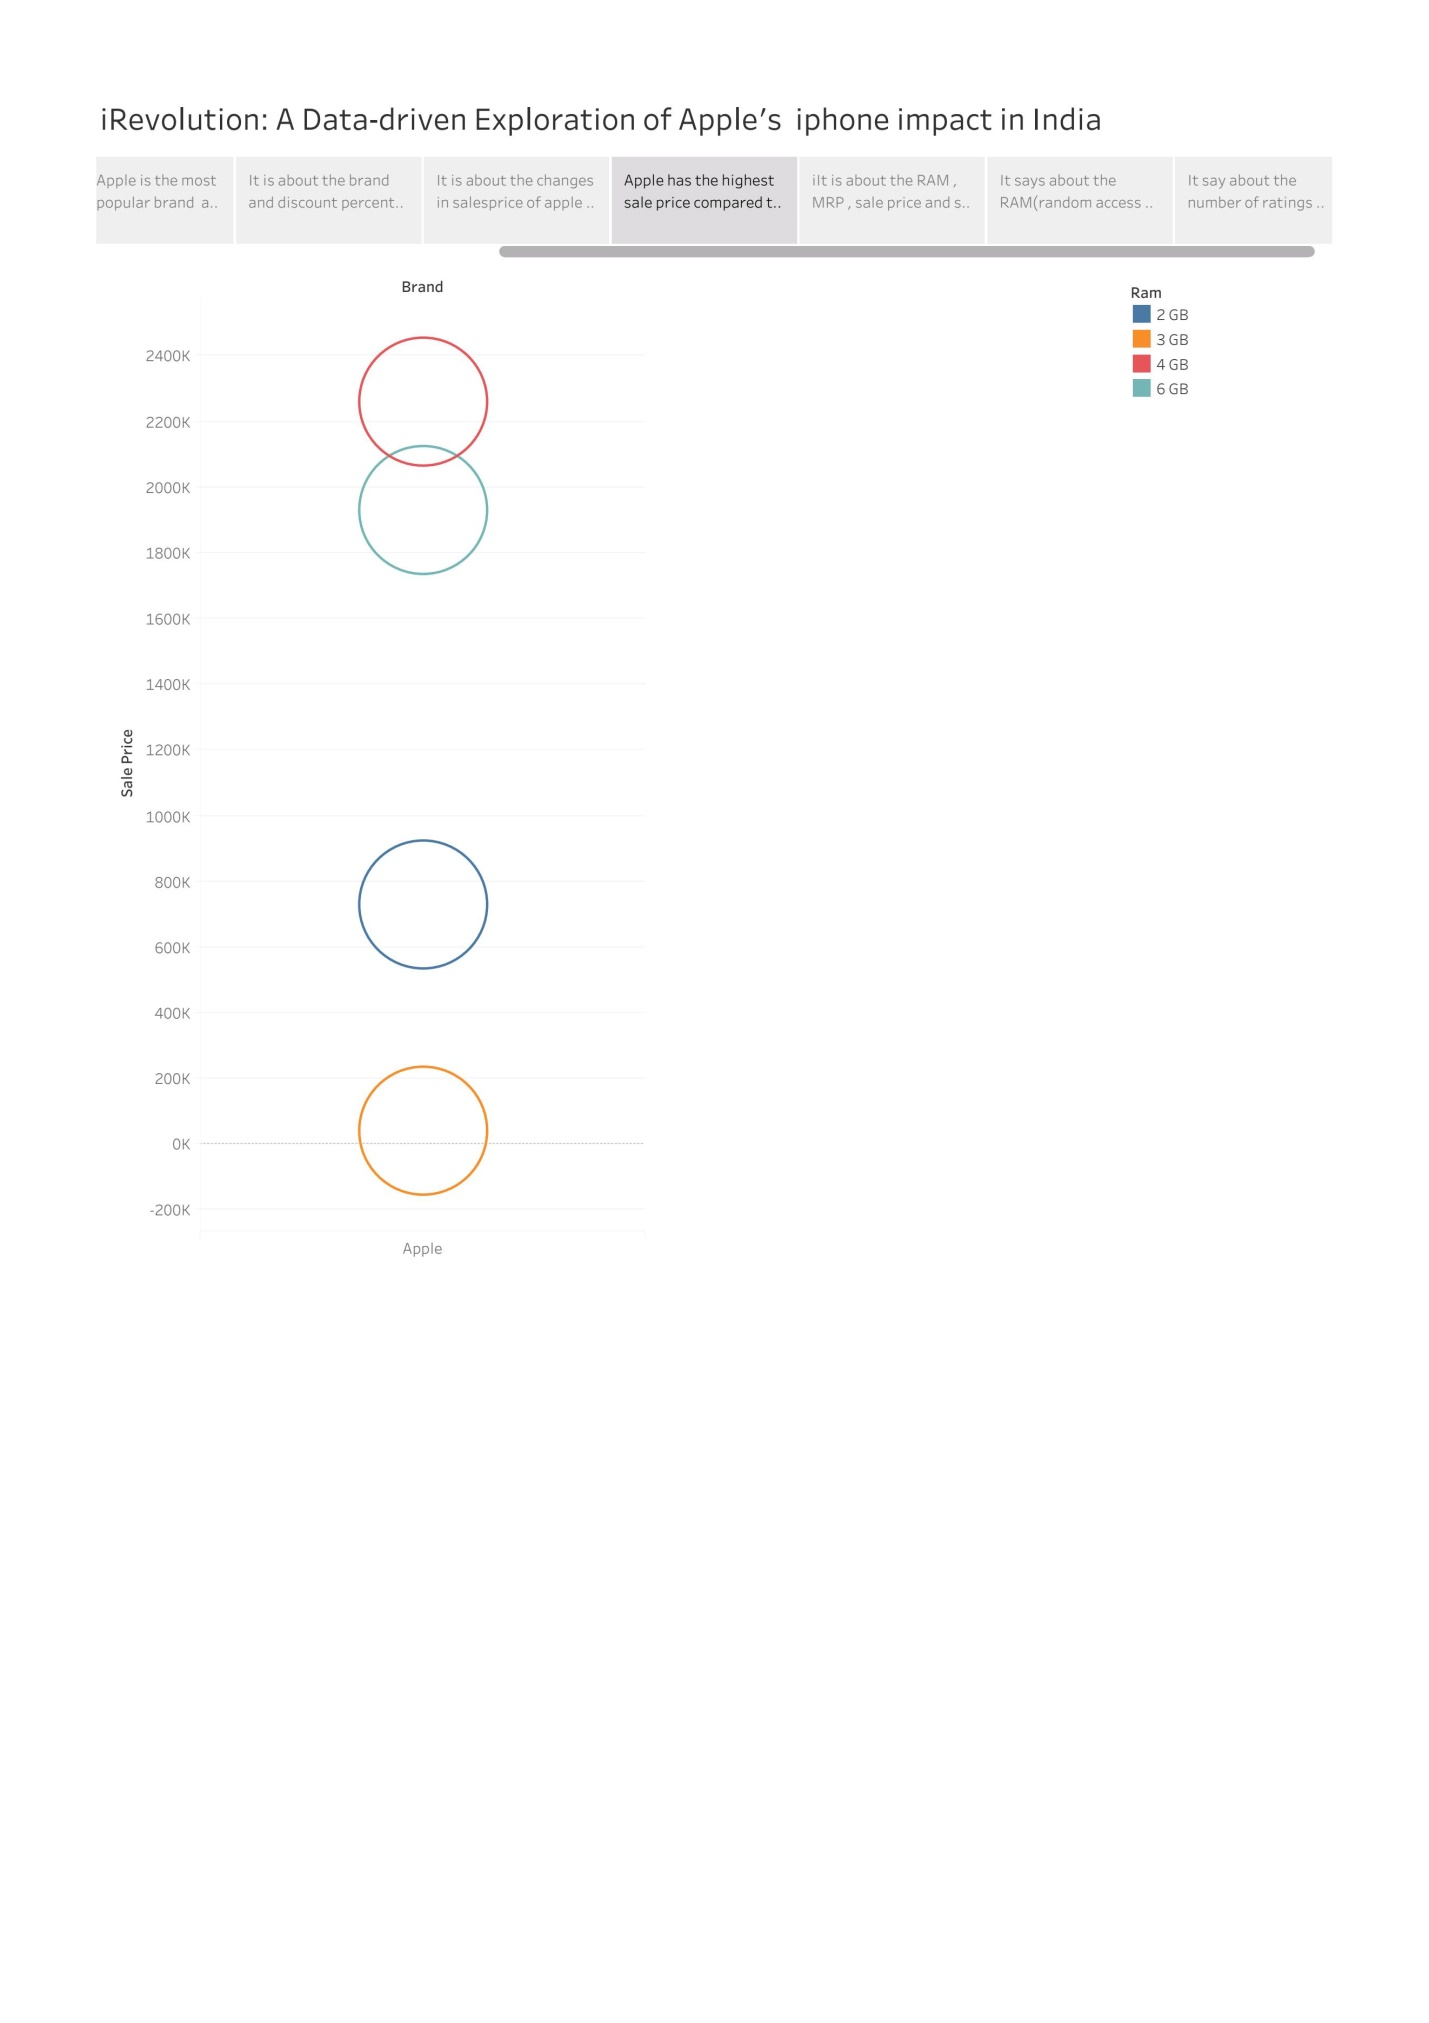 iRevolution: A Data-driven Exploration of Apple's  iphone impact in India
Apple is the most
popular brand  a..
It is about the brand
and discount percent..
It is about the changes
in salesprice of apple ..
Apple has the highest
sale price compared t..
iIt is about the RAM ,
MRP , sale price and s..
It says about the
RAM(random access ..
It say about the
number of ratings ..
Brand
Ram
2 GB
3 GB
4 GB
6 GB
2400K
2200K
2000K
1800K
1600K
1400K
1200K
1000K
800K
600K
400K
200K
0K
-200K
Sale Price
Apple